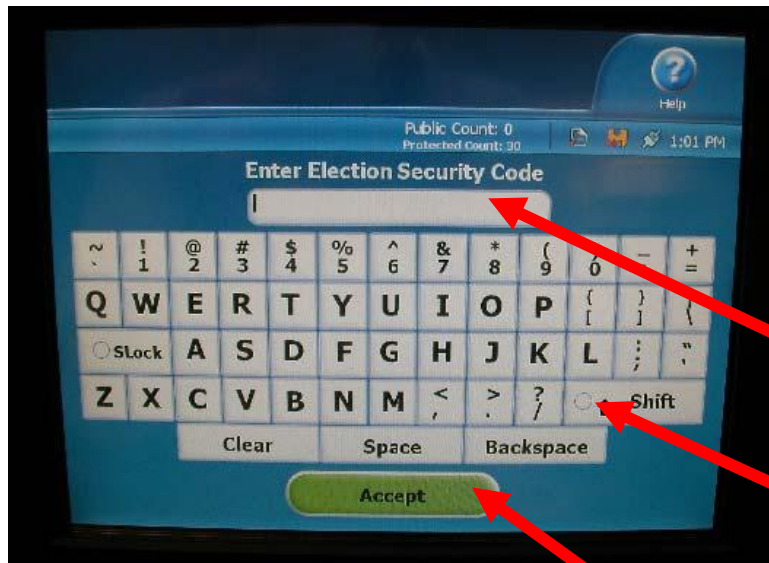 ?
Help
Public Count: 0
Protected Count: 30
1:01 PM
Enter Election Security Code
~ ! @ # $ % ^ & * ( ) _ +
` 1 2 3 4 5 6 7 8 9 0 =
Q W E R T Y U I O P { }
[ ] \
SLock A S D F G H J K L : "
; '
Z X C V B N M < > ? Shift
, . /
Clear Space Backspace
Accept